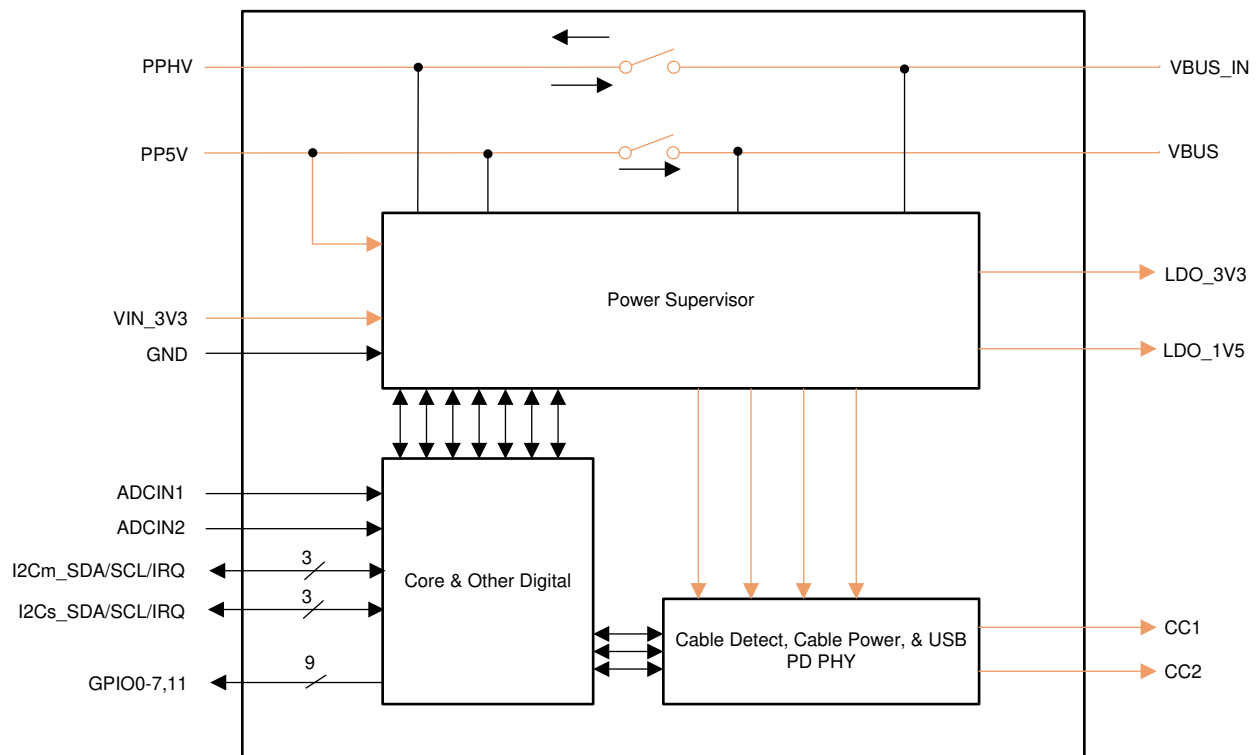 PPHV
VBUS_IN
PP5V
VBUS
Power Supervisor
LDO_3V3
VIN_3V3
GND
LDO_1V5
ADCIN1
ADCIN2
I2Cm_SDA/SCL/IRQ
3
I2Cs_SDA/SCL/IRQ
3
Core & Other Digital
GPIO0-7,11
9
Cable Detect, Cable Power, & USB
PD PHY
CC1
CC2